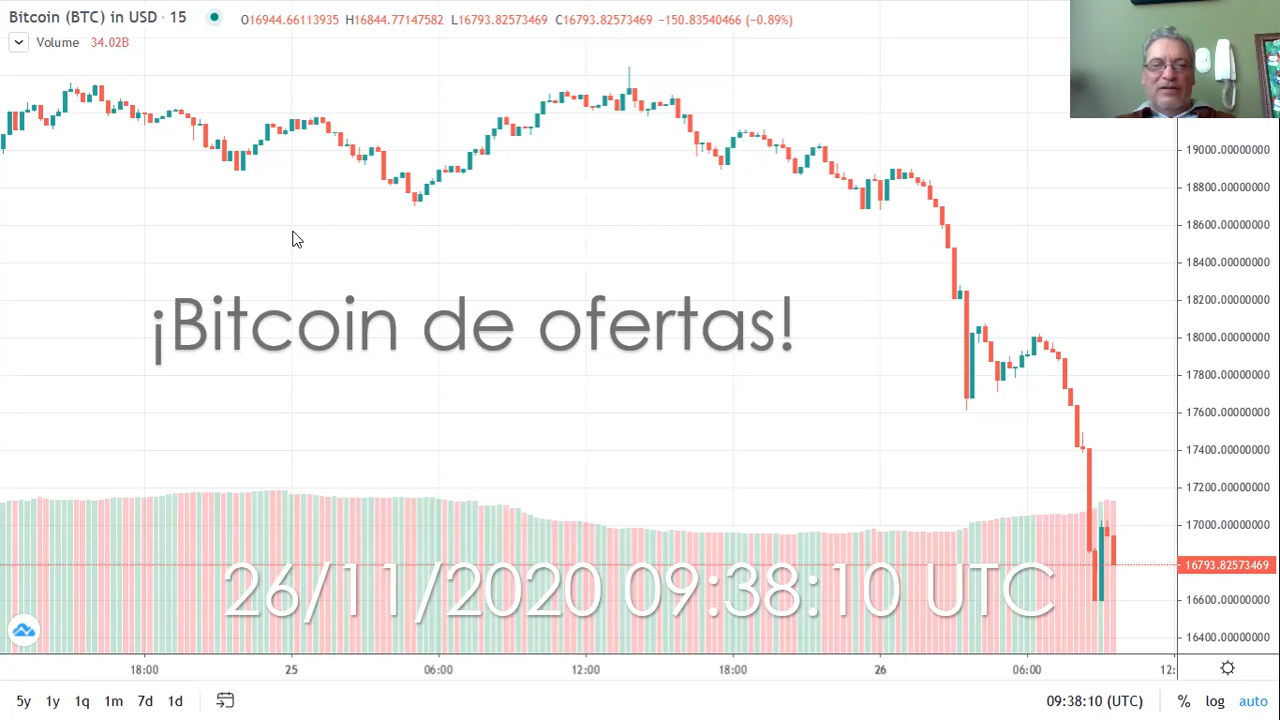 Bitcoin (BTC) in USD · 15 O16944.66113935 H16844.77147582 L16793.82573469 C16793.82573469 −150.83540466 (−0.89%)
Volume 34.02B
19000.00000000
18800.00000000
18600.00000000
18400.00000000
18200.00000000
¡Bitcoin de ofertas!
18000.00000000
17800.00000000
17600.00000000
17400.00000000
17200.00000000
17000.00000000
16793.82573469
26/11/2020 09:38:10 UTC
16600.00000000
16400.00000000
18:00 25 06:00 12:00 18:00 26 06:00 12:
5y 1y 1q 1m 7d 1d 09:38:10 (UTC) % log auto